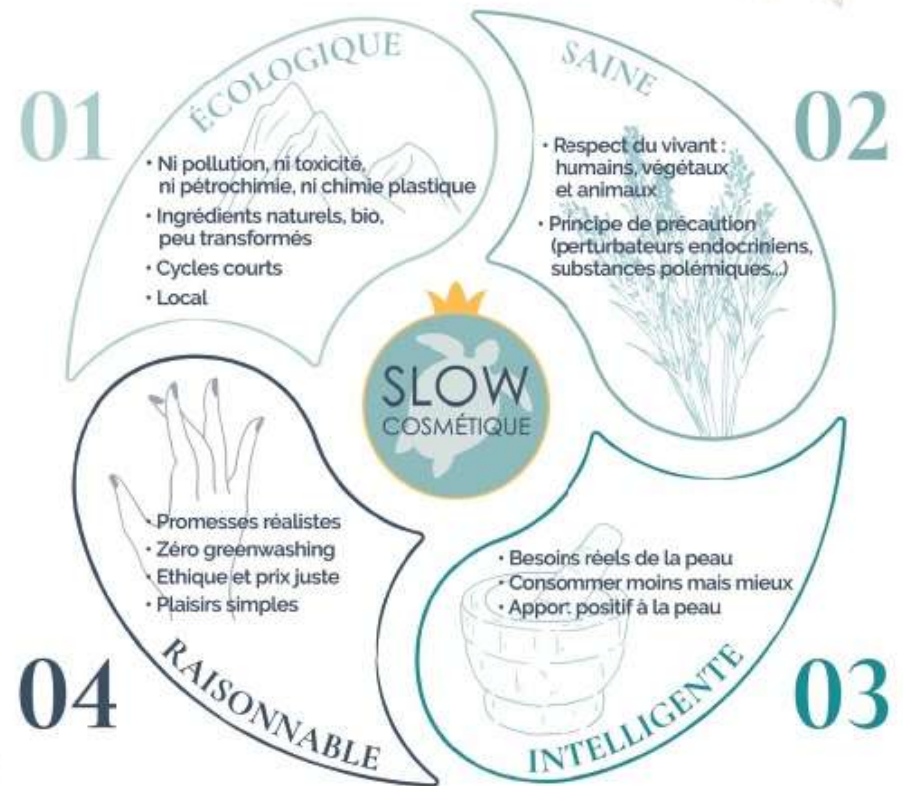 01
ÉCOLOGIQUE
• Ni pollution, ni toxicité,
ni pétrochimie, ni chimie plastique
• Ingrédients naturels, bio,
peu transformés
• Cycles courts
• Local
SAINE
02
• Respect du vivant :
humains, végétaux
et animaux
• Principe de précaution
(perturbateurs endocriniens,
substances polémiques...)
SLOW
COSMÉTIQUE
• Besoins réels de la peau
• Consommer moins mais mieux
• Apport positif à la peau
INTELLIGENTE
03
• Promesses réalistes
• Zéro greenwashing
• Ethique et prix juste
• Plaisirs simples
RAISONNABLE
04